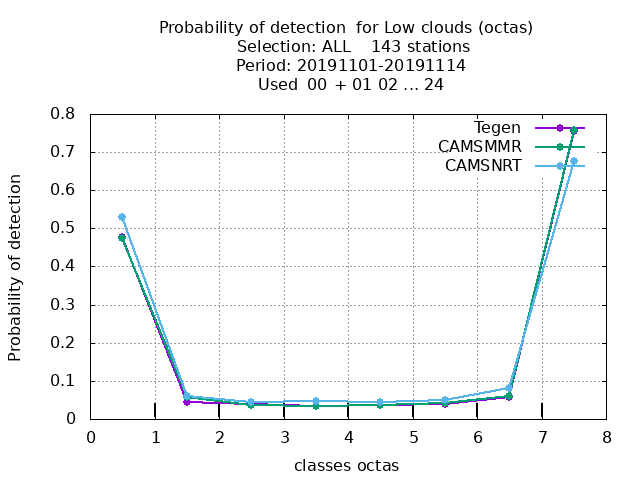 Probability of detection  for Low clouds (octas)
Selection: ALL    143 stations
Period: 20191101-20191114
Used  00  + 01 02 ... 24
Probability of detection
0.8
0.7
0.6
0.5
0.4
0.3
0.2
0.1
0
Tegen
CAMSMMR
CAMSNRT
0 1 2 3 4 5 6 7 8
classes octas